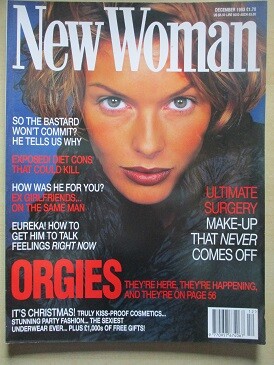 New Woman
DECEMBER 1993 £1.70
SO THE BASTARD
WON'T COMMIT?
HE TELLS US WHY
EXPOSED! DIET CONS
THAT COULD KILL
HOW WAS HE FOR YOU?
EX GIRLFRIENDS...
ON THE SAME MAN
EUREKA! HOW TO
GET HIM TO TALK
FEELINGS RIGHT NOW
ULTIMATE
SURGERY
MAKE-UP
THAT NEVER
COMES OFF
ORGIES
THEY'RE HERE, THEY'RE HAPPENING,
AND THEY'RE ON PAGE 56
IT'S CHRISTMAS! TRULY KISS-PROOF COSMETICS...
STUNNING PARTY FASHION... THE SEXIEST
UNDERWEAR EVER... PLUS £1,000s OF FREE GIFTS!